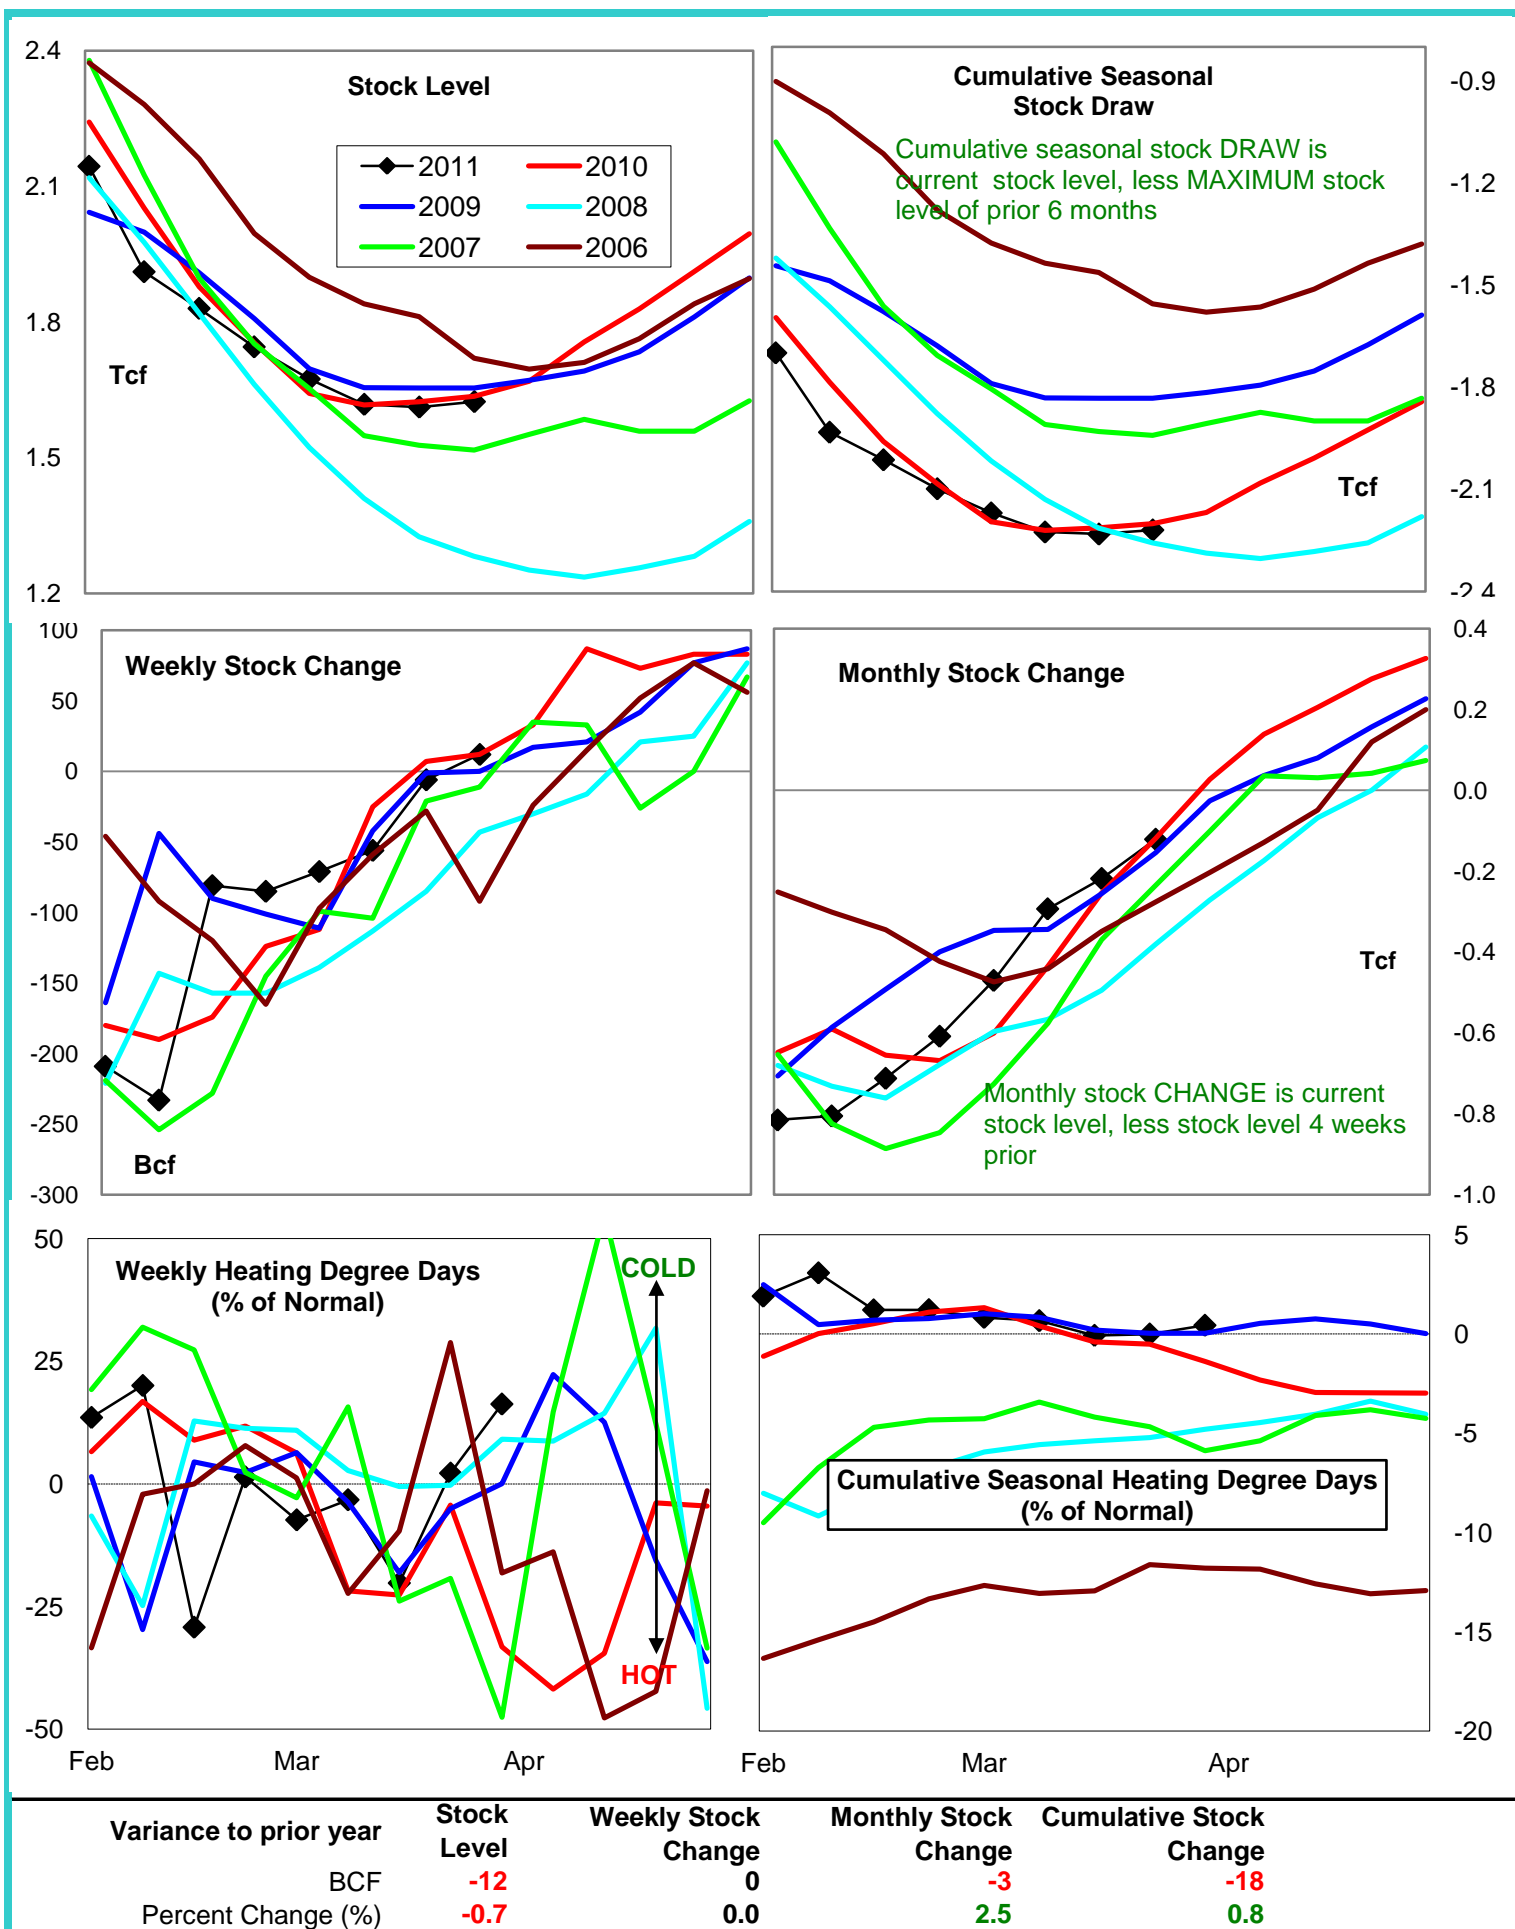 2.4
2.1
1.8
1.5
1.2
Stock Level
2011 2010
2009 2008
2007 2006
Tcf
Cumulative Seasonal
Stock Draw
Cumulative seasonal stock DRAW is
current stock level, less MAXIMUM stock
level of prior 6 months
Tcf
-0.9
-1.2
-1.5
-1.8
-2.1
-2.4
100
50
0
-50
-100
-150
-200
-250
-300
Weekly Stock Change
Bcf
Monthly Stock Change
Tcf
Monthly stock CHANGE is current
stock level, less stock level 4 weeks
prior
0.4
0.2
0.0
-0.2
-0.4
-0.6
-0.8
-1.0
50
25
0
-25
-50
Weekly Heating Degree Days
(% of Normal)
COLD
HOT
Feb Mar Apr
Cumulative Seasonal Heating Degree Days
(% of Normal)
5
0
-5
-10
-15
-20
Feb Mar Apr
Variance to prior year
Stock
Level
Weekly Stock
Change
Monthly Stock
Change
Cumulative Stock
Change
BCF -12 0 -3 -18
Percent Change (%) -0.7 0.0 2.5 0.8